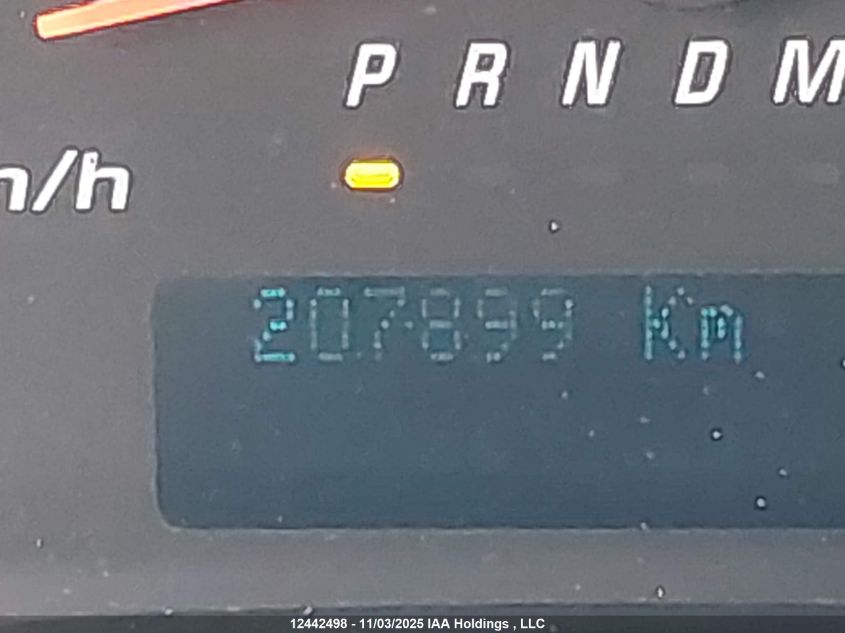 P R N D M
m/h
207899 Km
12442498 - 11/03/2025 IAA Holdings , LLC